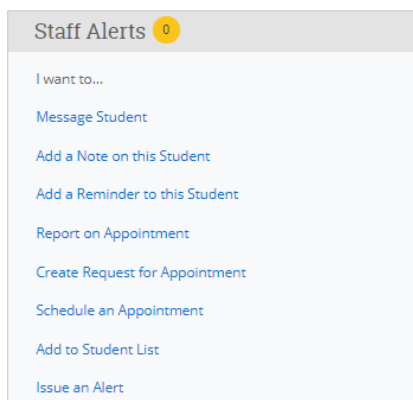 Staff Alerts 0
I want to...
Message Student
Add a Note on this Student
Add a Reminder to this Student
Report on Appointment
Create Request for Appointment
Schedule an Appointment
Add to Student List
Issue an Alert